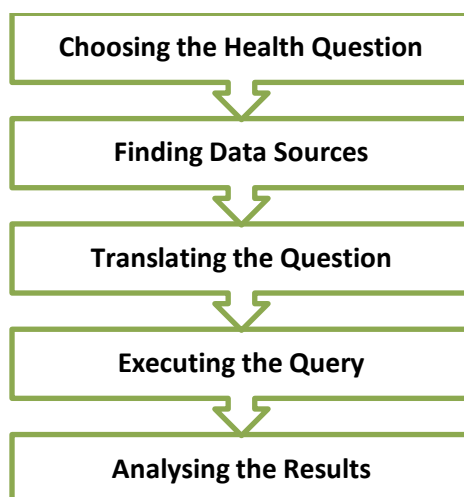 Choosing the Health Question
Finding Data Sources
Translating the Question
Executing the Query
Analysing the Results